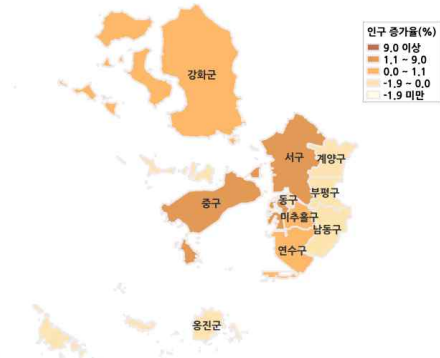 인구 증가율(%)
9.0 이상
1.1 ~ 9.0
0.0 ~ 1.1
-1.9 ~ 0.0
-1.9 미만
강화군
서구
계양구
부평구
동구
중구
미추홀구
남동구
연수구
옹진군